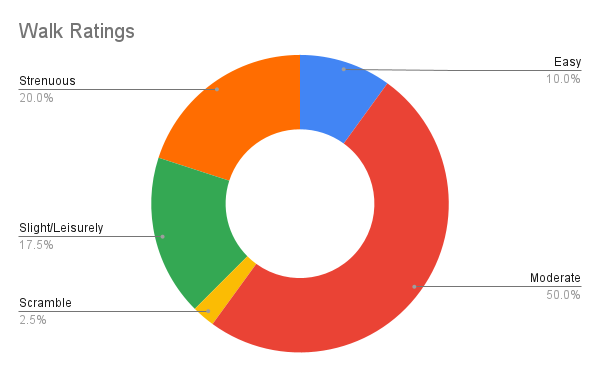 Walk Ratings
Easy
10.0%
Strenuous
20.0%
Slight/Leisurely
17.5%
Moderate
50.0%
Scramble
2.5%